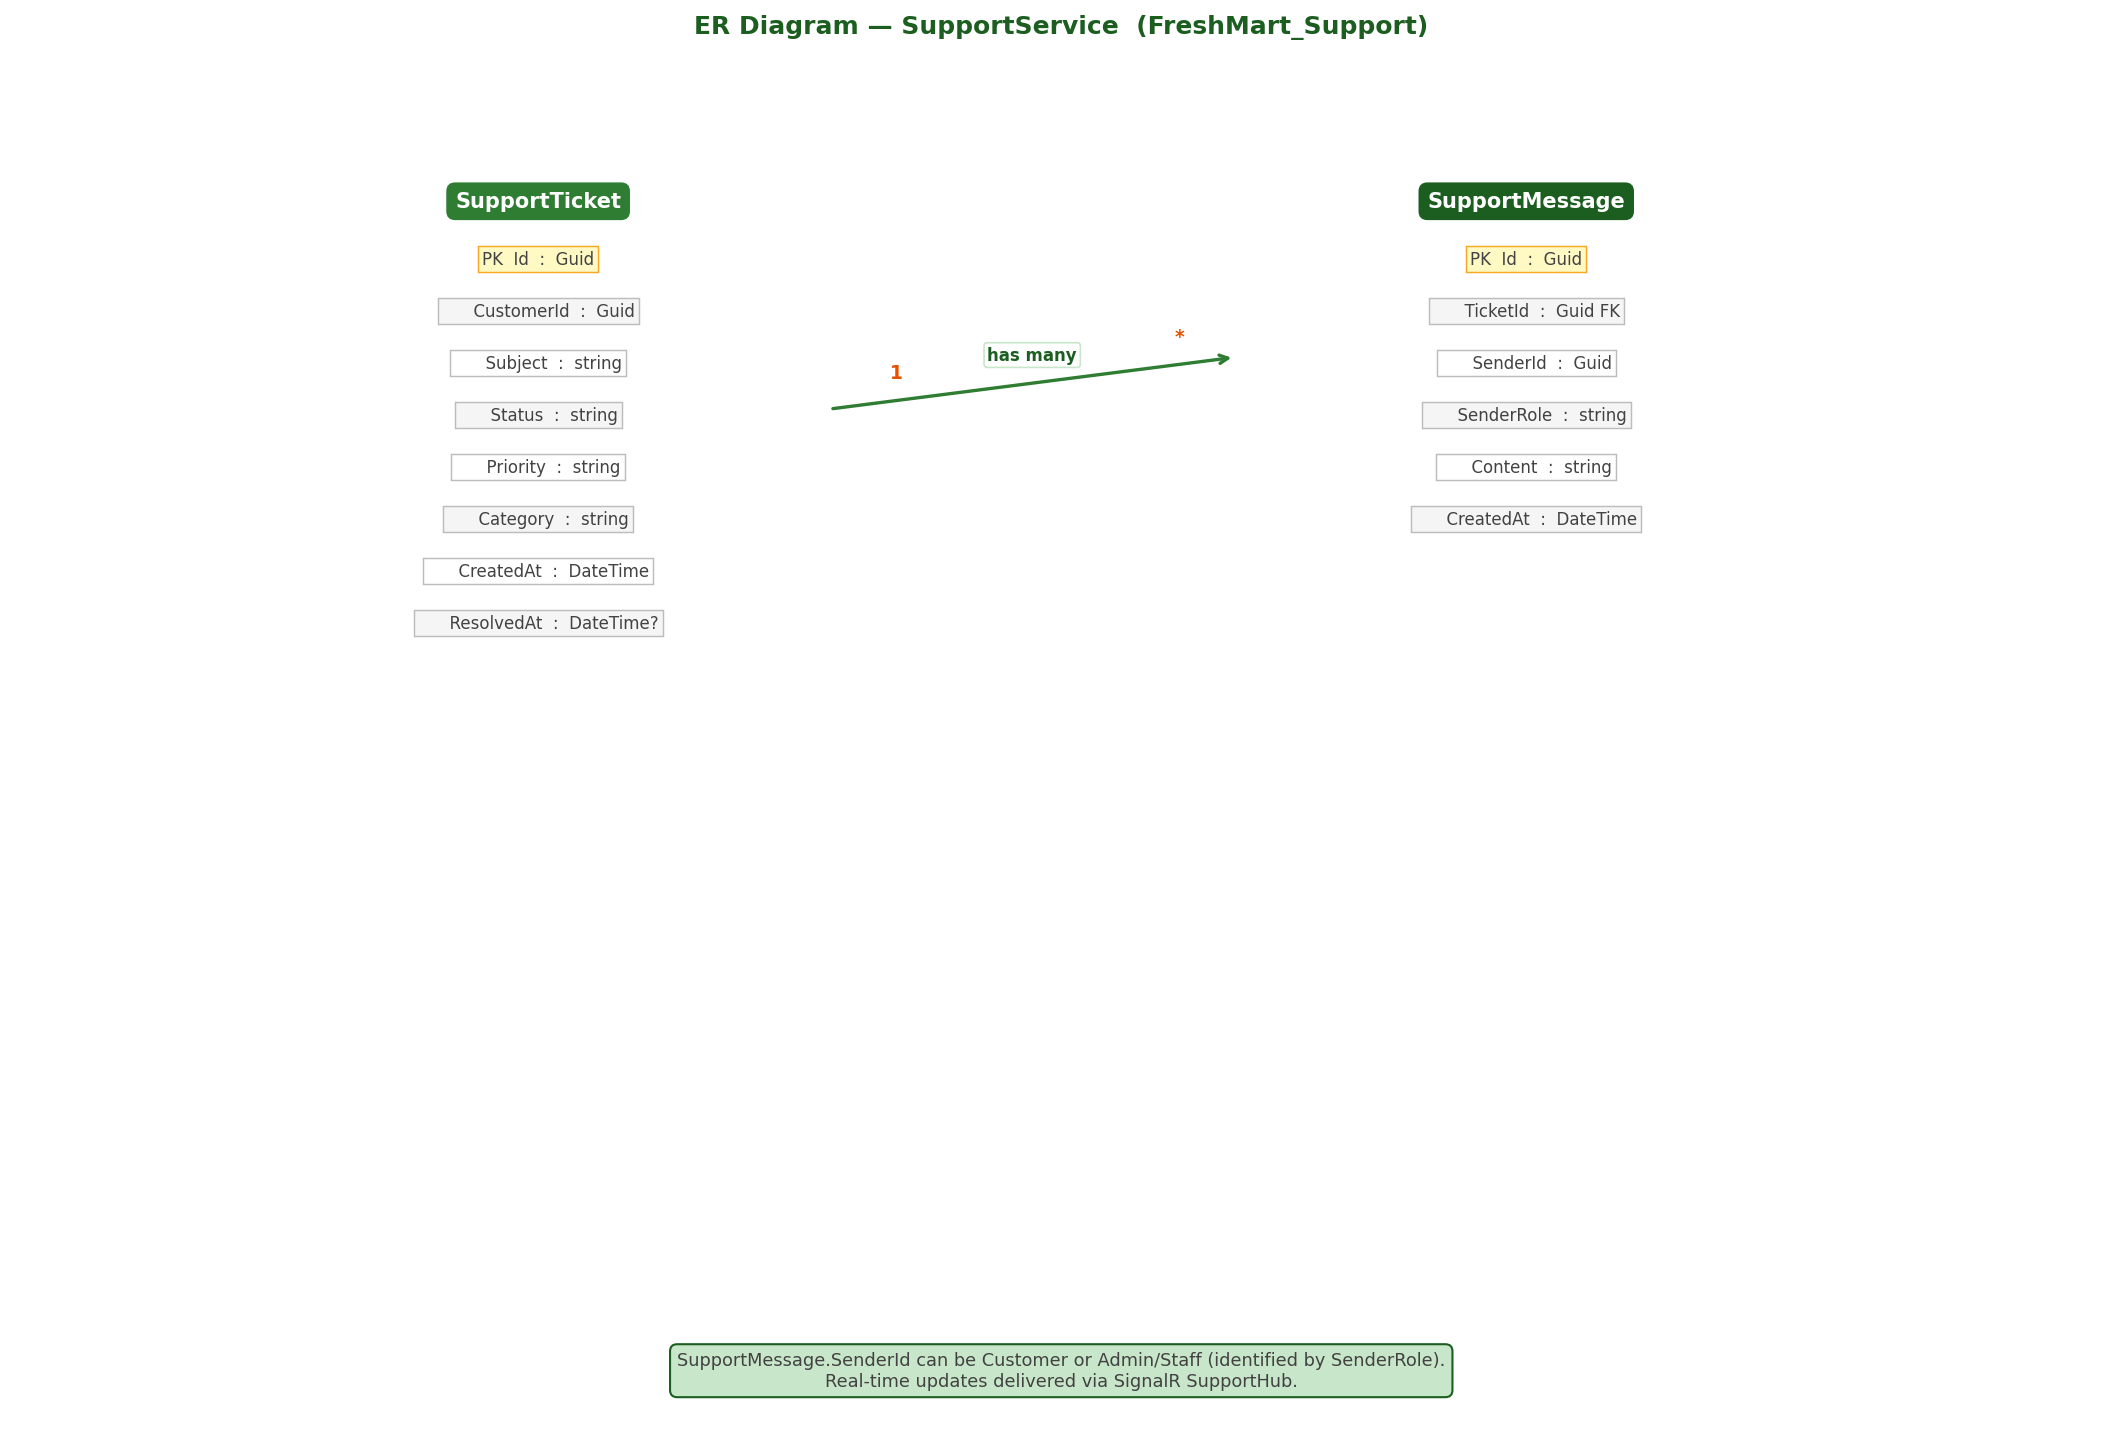 ER Diagram — SupportService  (FreshMart_Support)
SupportTicket
PK  Id  :  Guid
CustomerId  :  Guid
Subject  :  string
Status  :  string
Priority  :  string
Category  :  string
CreatedAt  :  DateTime
ResolvedAt  :  DateTime?
1
has many
*
SupportMessage
PK  Id  :  Guid
TicketId  :  Guid FK
SenderId  :  Guid
SenderRole  :  string
Content  :  string
CreatedAt  :  DateTime
SupportMessage.SenderId can be Customer or Admin/Staff (identified by SenderRole).
Real-time updates delivered via SignalR SupportHub.